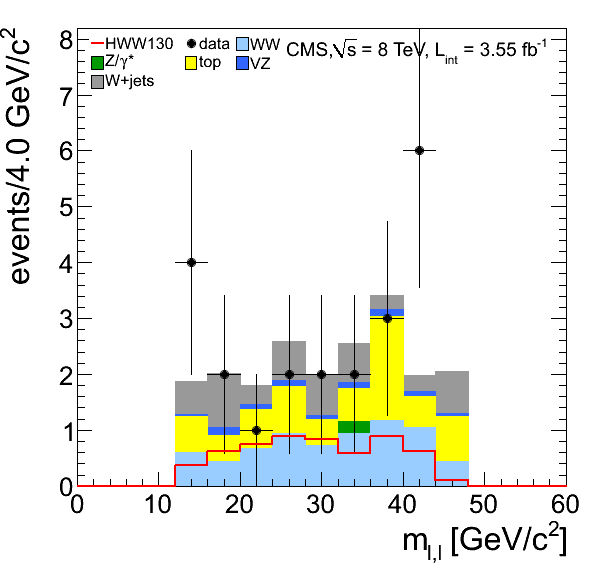 HWW130 data WW
Z/γ* top VZ
W+jets
CMS,√s = 8 TeV, L_int = 3.55 fb⁻¹
events/4.0 GeV/c²
8
7
6
5
4
3
2
1
0
0 10 20 30 40 50 60
m_l,l [GeV/c²]